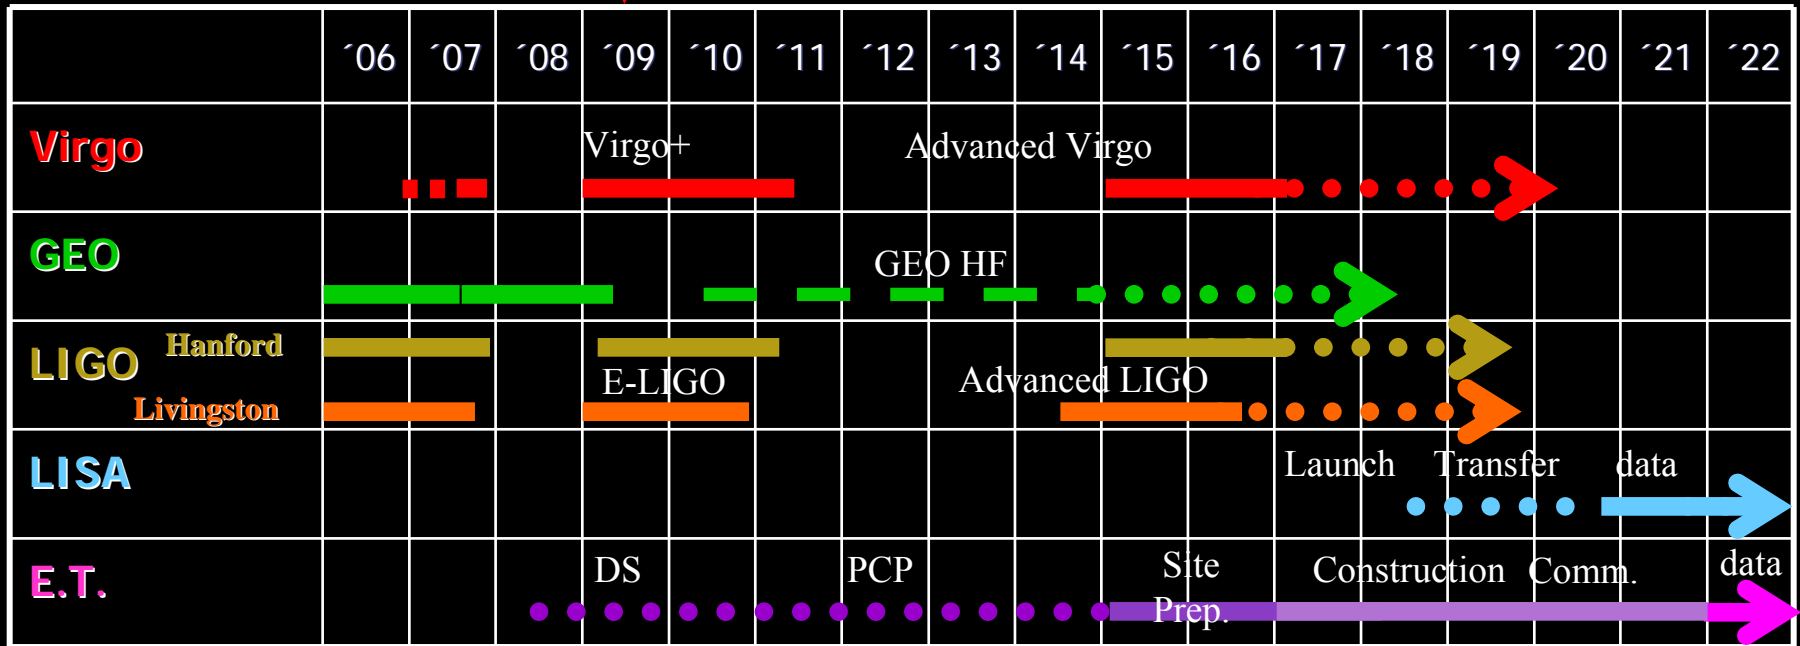 ´06 ´07 ´08 ´09 ´10 ´11 ´12 ´13 ´14 ´15 ´16 ´17 ´18 ´19 ´20 ´21 ´22
Virgo Virgo+ Advanced Virgo
GEO GEO HF
LIGO Hanford
E-LIGO Advanced LIGO
Livingston
LISA Launch Transfer data
E.T. DS PCP Site Construction Comm. data
Prep.